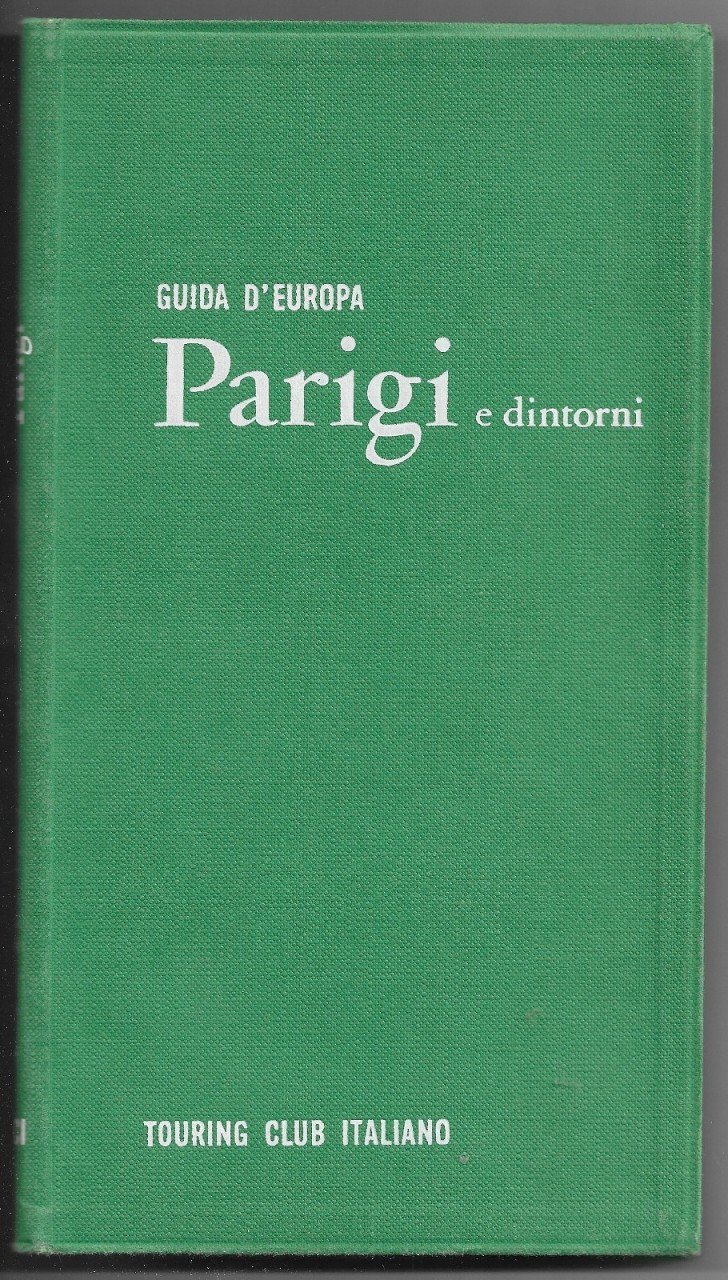 GUIDA D'EUROPA
Parigi e dintorni
TOURING CLUB ITALIANO